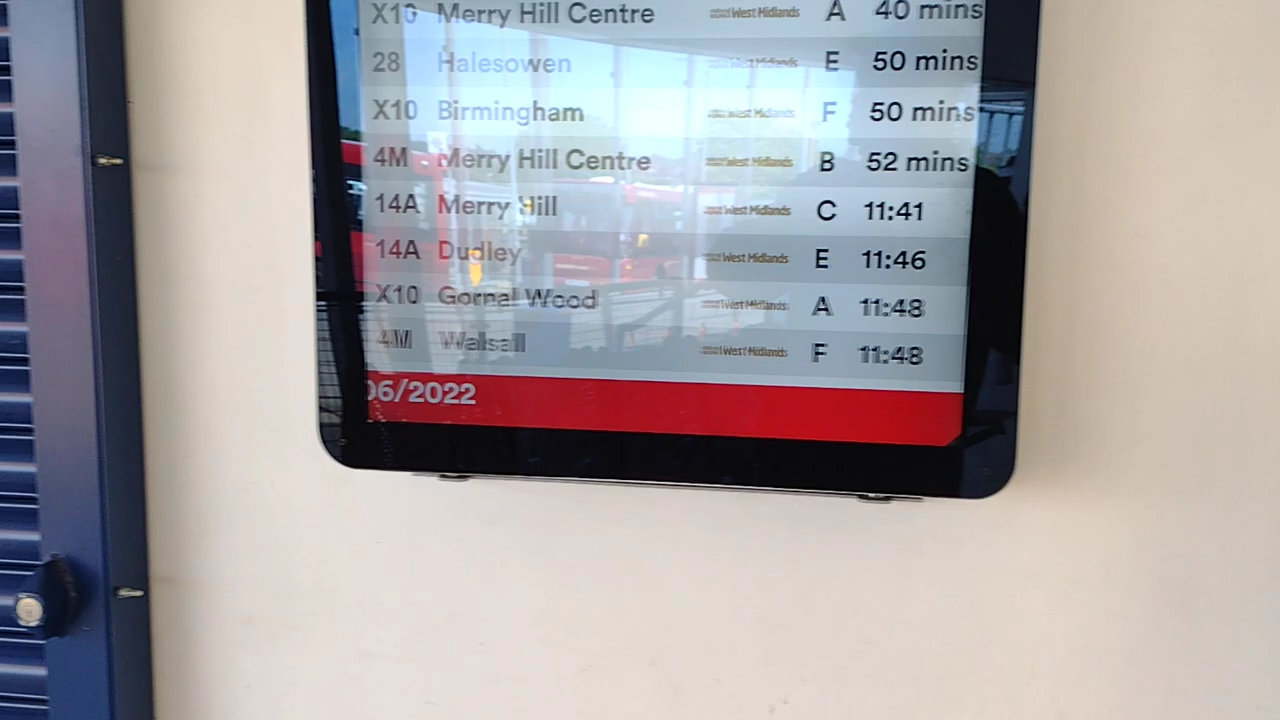 X10 Merry Hill Centre West Midlands A 40 mins
28 Halesowen West Midlands E 50 mins
X10 Birmingham West Midlands F 50 mins
4M Merry Hill Centre West Midlands B 52 mins
14A Merry Hill West Midlands C 11:41
14A Dudley West Midlands E 11:46
X10 Gornal Wood West Midlands A 11:48
4M Walsall West Midlands F 11:48
06/2022